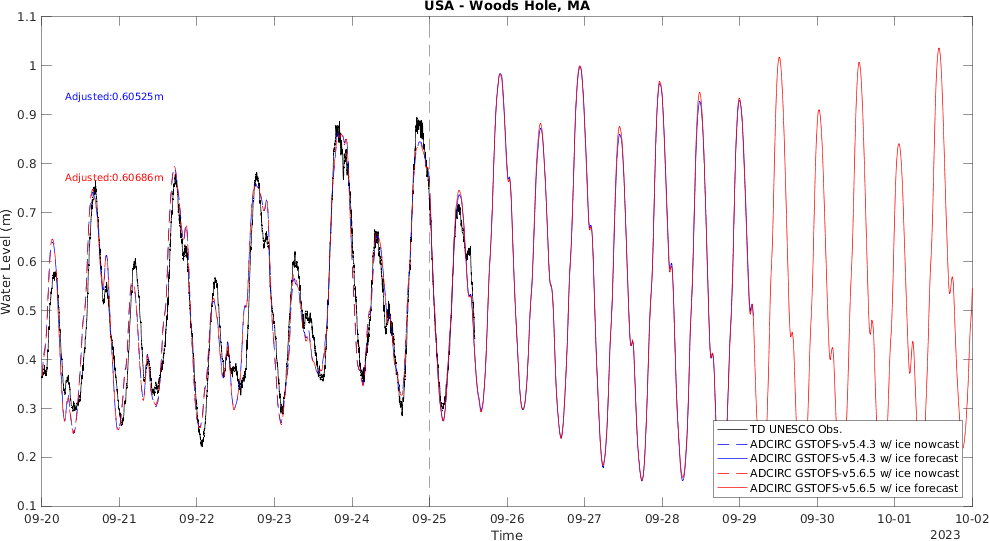 USA - Woods Hole, MA
1.1
1
0.9
0.8
0.7
0.6
0.5
0.4
0.3
0.2
0.1
Water Level (m)
Adjusted:0.60525m
Adjusted:0.60686m
TD UNESCO Obs.
ADCIRC GSTOFS-v5.4.3 w/ ice nowcast
ADCIRC GSTOFS-v5.4.3 w/ ice forecast
ADCIRC GSTOFS-v5.6.5 w/ ice nowcast
ADCIRC GSTOFS-v5.6.5 w/ ice forecast
09-20 09-21 09-22 09-23 09-24 09-25 09-26 09-27 09-28 09-29 09-30 10-01 10-02
Time
2023